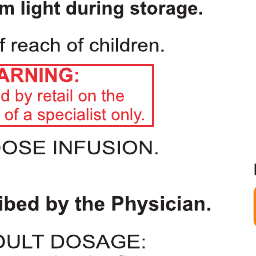 m light during storage.
f reach of children.
ARNING:
d by retail on the
of a specialist only.
OSE INFUSION.
ibed by the Physician.
DULT DOSAGE: